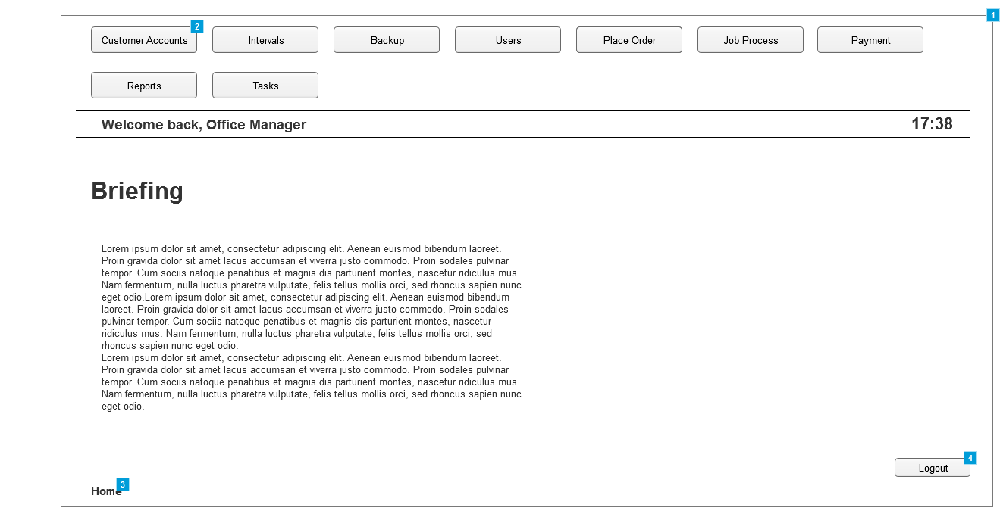 1
2
Customer Accounts Intervals Backup Users Place Order Job Process Payment
Reports Tasks
Welcome back, Office Manager 17:38
Briefing
Lorem ipsum dolor sit amet, consectetur adipiscing elit. Aenean euismod bibendum laoreet.
Proin gravida dolor sit amet lacus accumsan et viverra justo commodo. Proin sodales pulvinar
tempor. Cum sociis natoque penatibus et magnis dis parturient montes, nascetur ridiculus mus.
Nam fermentum, nulla luctus pharetra vulputate, felis tellus mollis orci, sed rhoncus sapien nunc
eget odio.Lorem ipsum dolor sit amet, consectetur adipiscing elit. Aenean euismod bibendum
laoreet. Proin gravida dolor sit amet lacus accumsan et viverra justo commodo. Proin sodales
pulvinar tempor. Cum sociis natoque penatibus et magnis dis parturient montes, nascetur
ridiculus mus. Nam fermentum, nulla luctus pharetra vulputate, felis tellus mollis orci, sed
rhoncus sapien nunc eget odio.
Lorem ipsum dolor sit amet, consectetur adipiscing elit. Aenean euismod bibendum laoreet.
Proin gravida dolor sit amet lacus accumsan et viverra justo commodo. Proin sodales pulvinar
tempor. Cum sociis natoque penatibus et magnis dis parturient montes, nascetur ridiculus mus.
Nam fermentum, nulla luctus pharetra vulputate, felis tellus mollis orci, sed rhoncus sapien nunc
eget odio.
4
Logout
3
Home